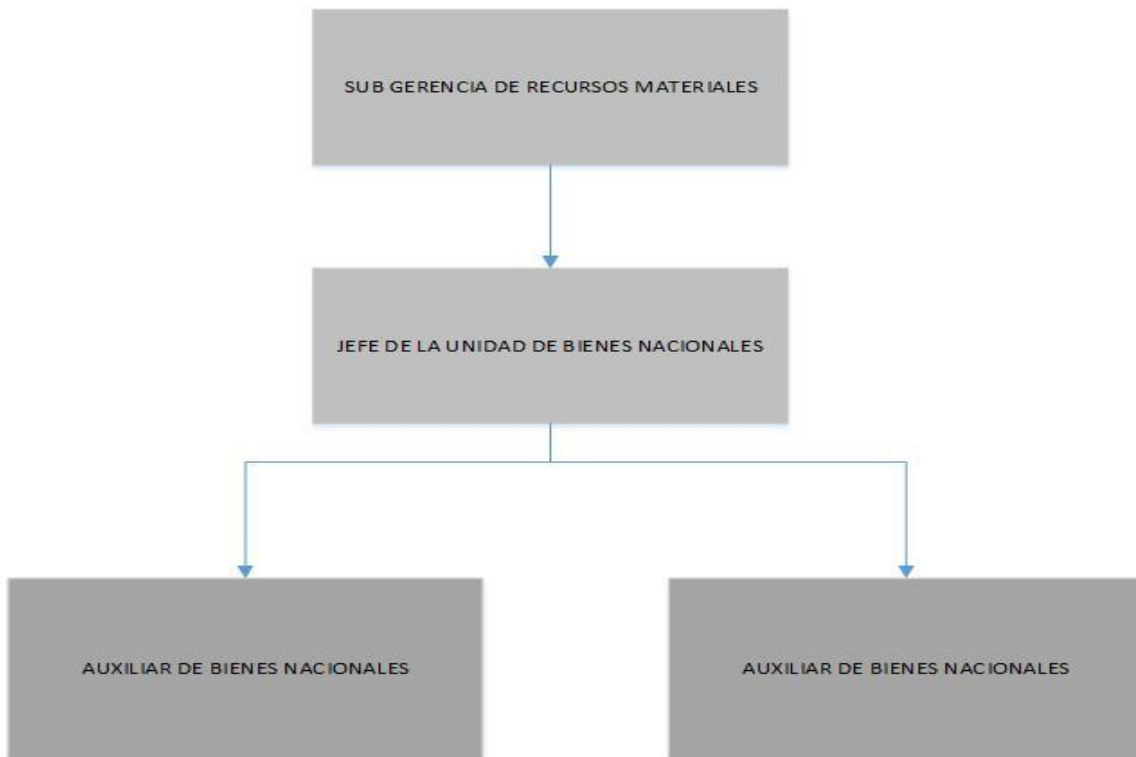 SUB GERENCIA DE RECURSOS MATERIALES
JEFE DE LA UNIDAD DE BIENES NACIONALES
AUXILIAR DE BIENES NACIONALES
AUXILIAR DE BIENES NACIONALES